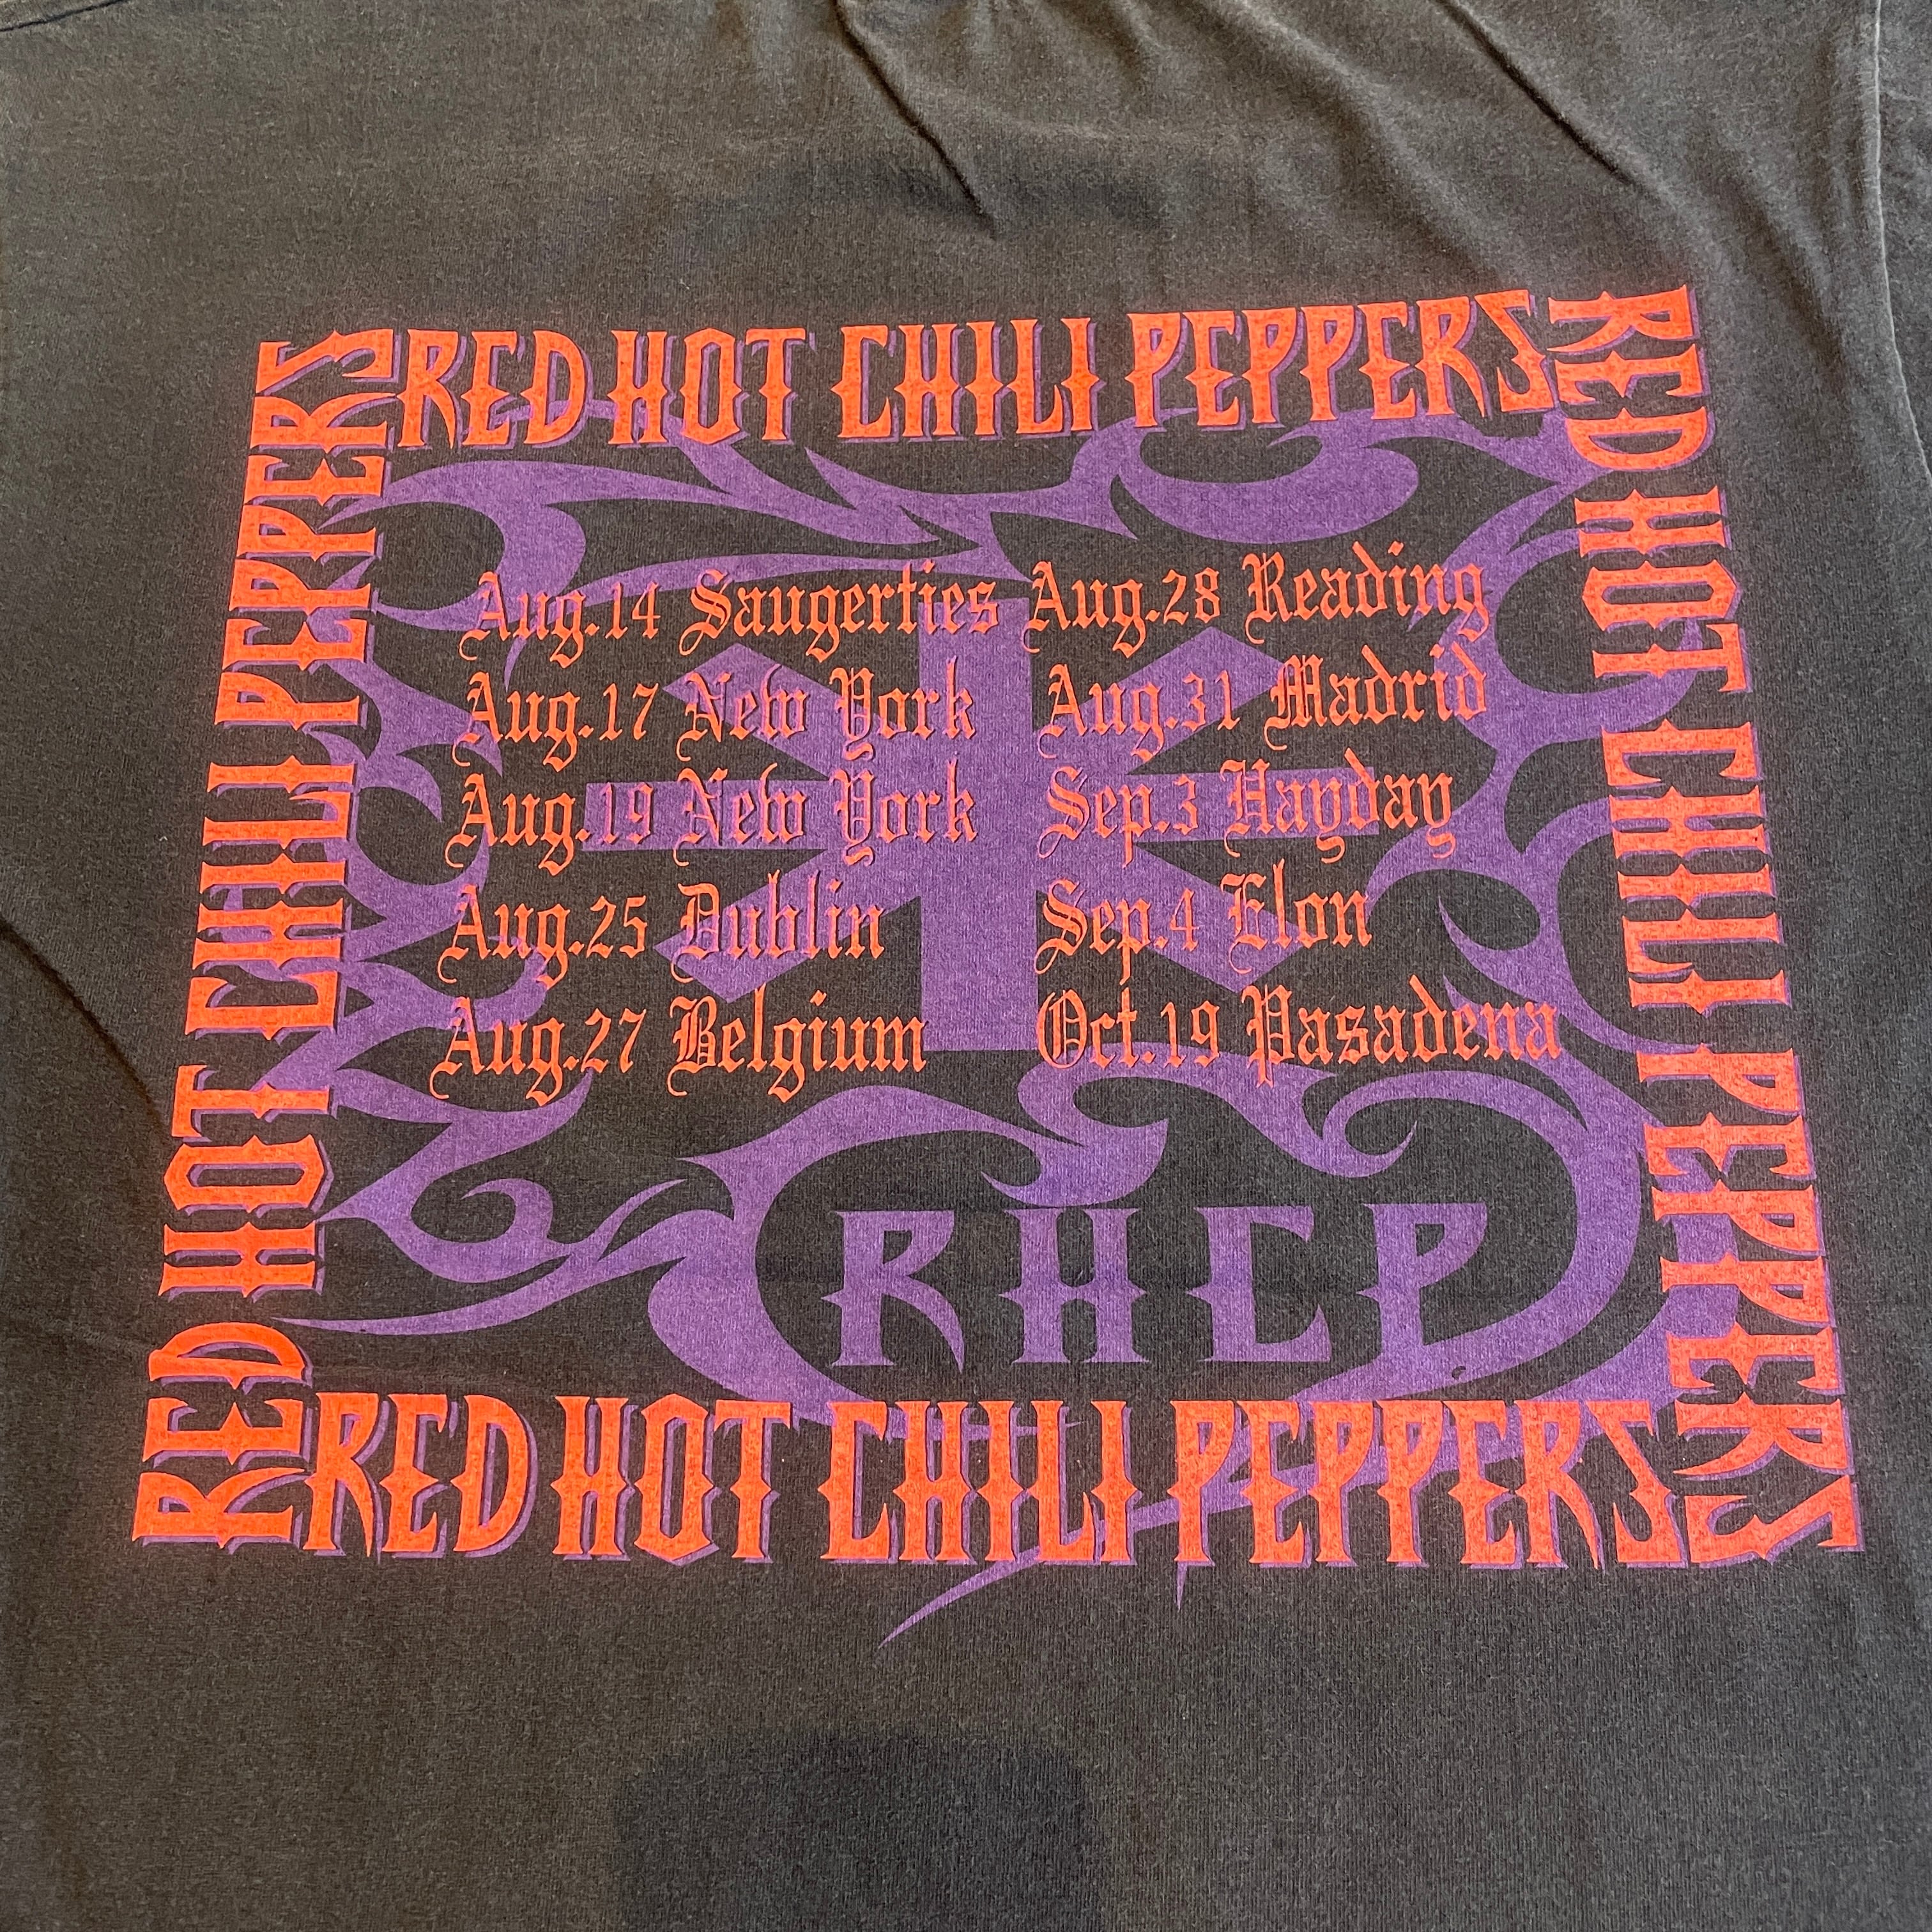 RED HOT CHILI PEPPERS
RED HOT CHILI PEPPERS
RED HOT CHILI PEPPERS
Aug.14 Saugerties Aug.28 Reading
Aug.17 New York Aug.31 Madrid
Aug.19 New York Sep.3 Hayday
Aug.25 Dublin Sep.4 Elon
Aug.27 Belgium Oct.19 Pasadena
RHCP
RED HOT CHILI PEPPERS